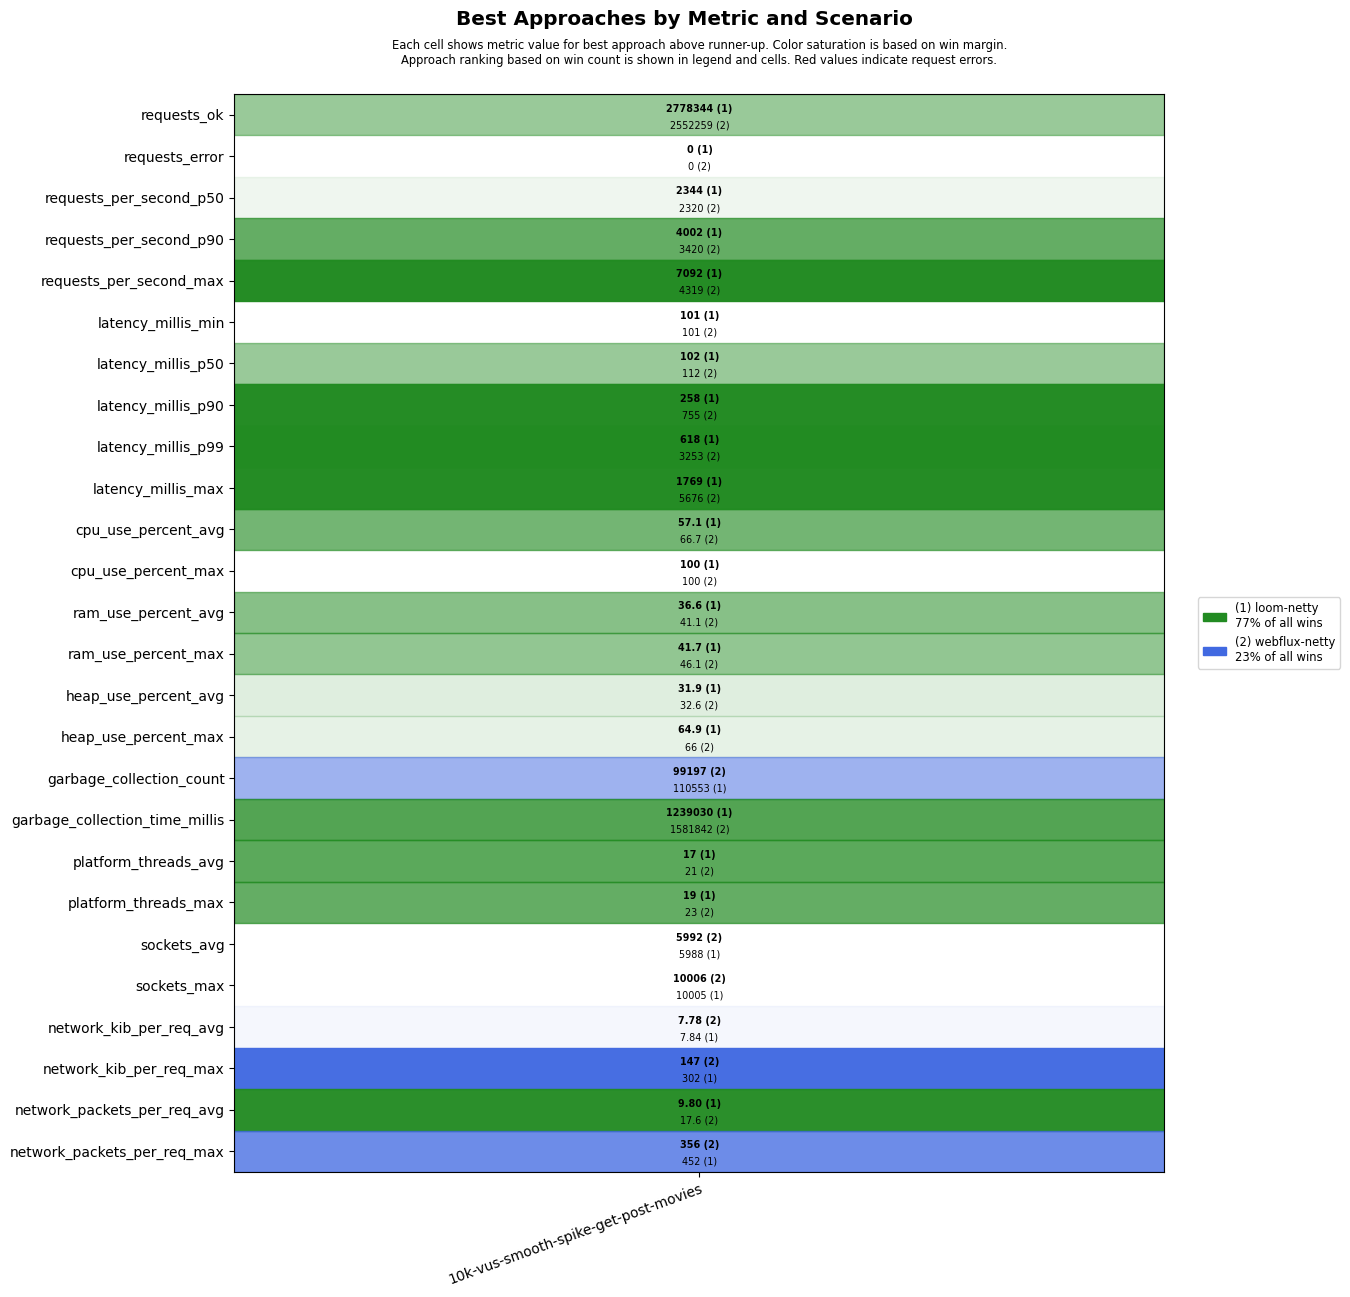 Best Approaches by Metric and Scenario
Each cell shows metric value for best approach above runner-up. Color saturation is based on win margin.
Approach ranking based on win count is shown in legend and cells. Red values indicate request errors.
requests_ok
2778344 (1)
2552259 (2)
requests_error
0 (1)
0 (2)
requests_per_second_p50
2344 (1)
2320 (2)
requests_per_second_p90
4002 (1)
3420 (2)
requests_per_second_max
7092 (1)
4319 (2)
latency_millis_min
101 (1)
101 (2)
latency_millis_p50
102 (1)
112 (2)
latency_millis_p90
258 (1)
755 (2)
latency_millis_p99
618 (1)
3253 (2)
latency_millis_max
1769 (1)
5676 (2)
cpu_use_percent_avg
57.1 (1)
66.7 (2)
cpu_use_percent_max
100 (1)
100 (2)
ram_use_percent_avg
36.6 (1)
41.1 (2)
ram_use_percent_max
41.7 (1)
46.1 (2)
heap_use_percent_avg
31.9 (1)
32.6 (2)
heap_use_percent_max
64.9 (1)
66 (2)
garbage_collection_count
99197 (2)
110553 (1)
garbage_collection_time_millis
1239030 (1)
1581842 (2)
platform_threads_avg
17 (1)
21 (2)
platform_threads_max
19 (1)
23 (2)
sockets_avg
5992 (2)
5988 (1)
sockets_max
10006 (2)
10005 (1)
network_kib_per_req_avg
7.78 (2)
7.84 (1)
network_kib_per_req_max
147 (2)
302 (1)
network_packets_per_req_avg
9.80 (1)
17.6 (2)
network_packets_per_req_max
356 (2)
452 (1)
10k-vus-smooth-spike-get-post-movies
(1) loom-netty
77% of all wins
(2) webflux-netty
23% of all wins